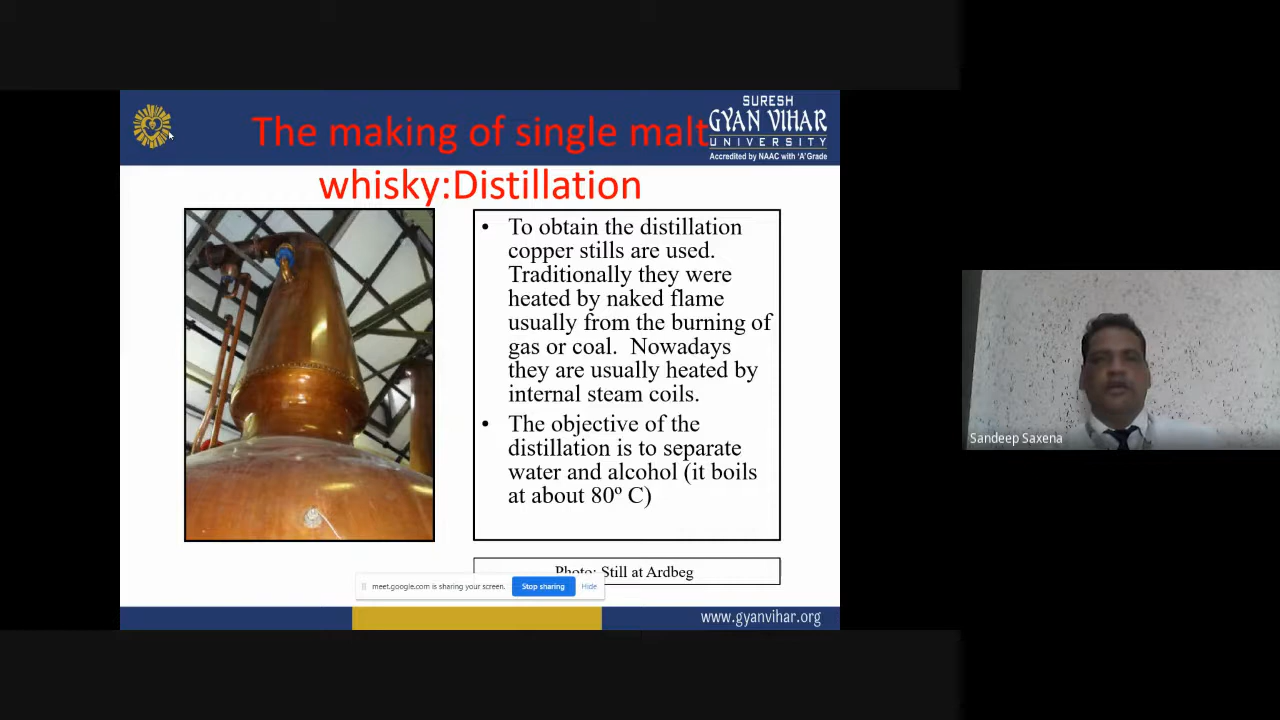 SURESH
GYAN VIHAR
UNIVERSITY
Accredited by NAAC with 'A' Grade
The making of single malt
whisky:Distillation
• To obtain the distillation
copper stills are used.
Traditionally they were
heated by naked flame
usually from the burning of
gas or coal. Nowadays
they are usually heated by
internal steam coils.
• The objective of the
distillation is to separate
water and alcohol (it boils
at about 80º C)
Photo: Still at Ardbeg
meet.google.com is sharing your screen. Stop sharing Hide
www.gyanvihar.org
Sandeep Saxena